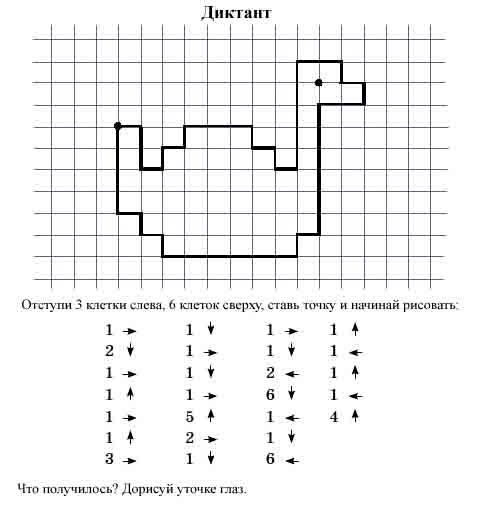 Диктант
Отступи 3 клетки слева, 6 клеток сверху, ставь точку и начинай рисовать:
1 → 1 ↓ 1 → 1 ↑
2 ↓ 1 → 1 ↓ 1 ←
1 → 1 ↓ 2 ← 1 ↑
1 ↑ 1 → 6 ↓ 1 ←
1 → 5 ↑ 1 ← 4 ↑
1 ↑ 2 → 1 ↓
3 → 1 ↓ 6 ←
Что получилось? Дорисуй уточке глаз.